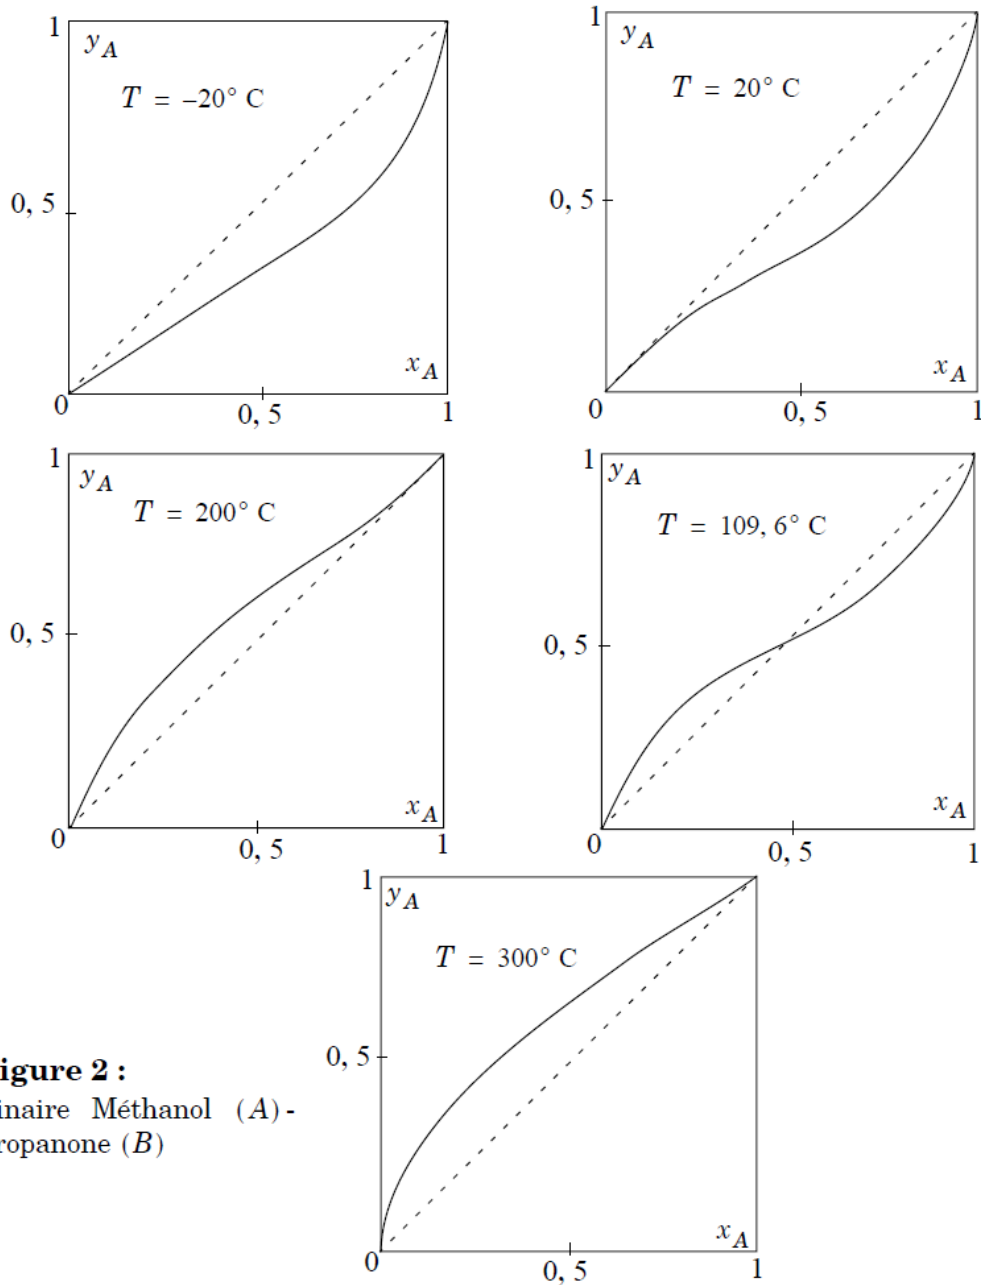 1
y_A
T = –20° C
0, 5
x_A
0
0, 5
1
1
y_A
T = 20° C
0, 5
x_A
0
0, 5
1
1
y_A
T = 200° C
0, 5
x_A
0
0, 5
1
1
y_A
T = 109, 6° C
0, 5
x_A
0
0, 5
1
1
y_A
T = 300° C
0, 5
x_A
0
0, 5
1
igure 2 :
inaire Méthanol (A) -
ropanone (B)